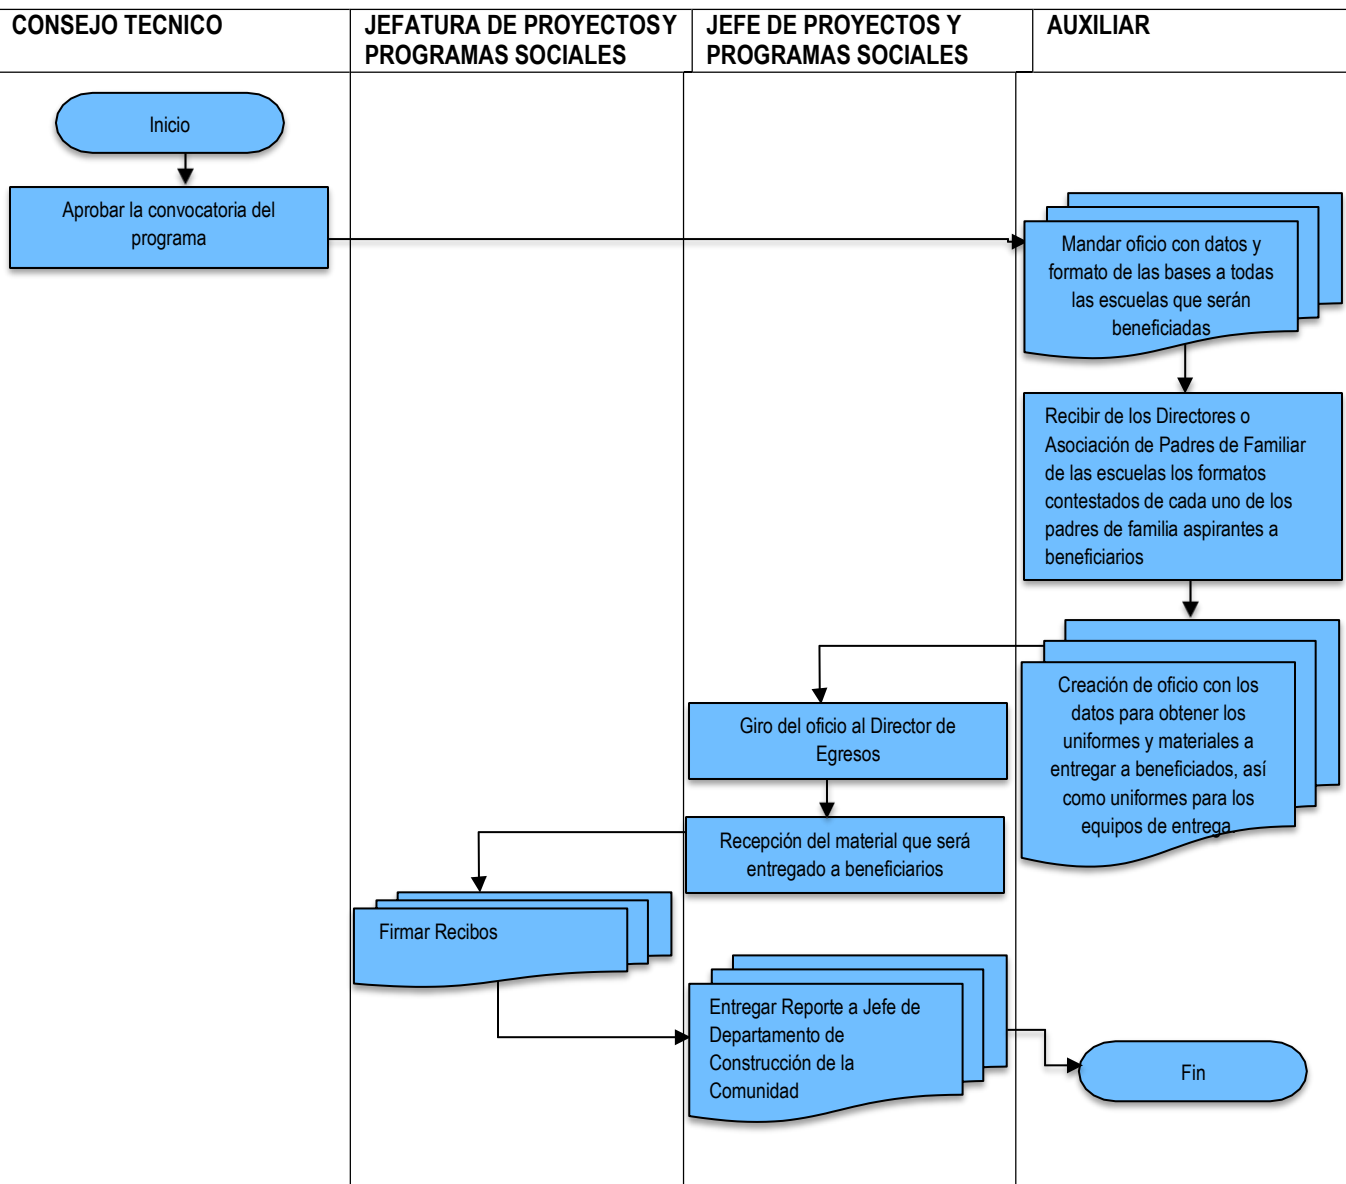 CONSEJO TECNICO
JEFATURA DE PROYECTOS Y
PROGRAMAS SOCIALES
JEFE DE PROYECTOS Y
PROGRAMAS SOCIALES
AUXILIAR
Inicio
Aprobar la convocatoria del
programa
Mandar oficio con datos y
formato de las bases a todas
las escuelas que serán
beneficiadas
Recibir de los Directores o
Asociación de Padres de Familiar
de las escuelas los formatos
contestados de cada uno de los
padres de familia aspirantes a
beneficiarios
Creación de oficio con los
datos para obtener los
uniformes y materiales a
entregar a beneficiados, así
como uniformes para los
equipos de entrega.
Giro del oficio al Director de
Egresos
Recepción del material que será
entregado a beneficiarios
Firmar Recibos
Entregar Reporte a Jefe de
Departamento de
Construcción de la
Comunidad
Fin